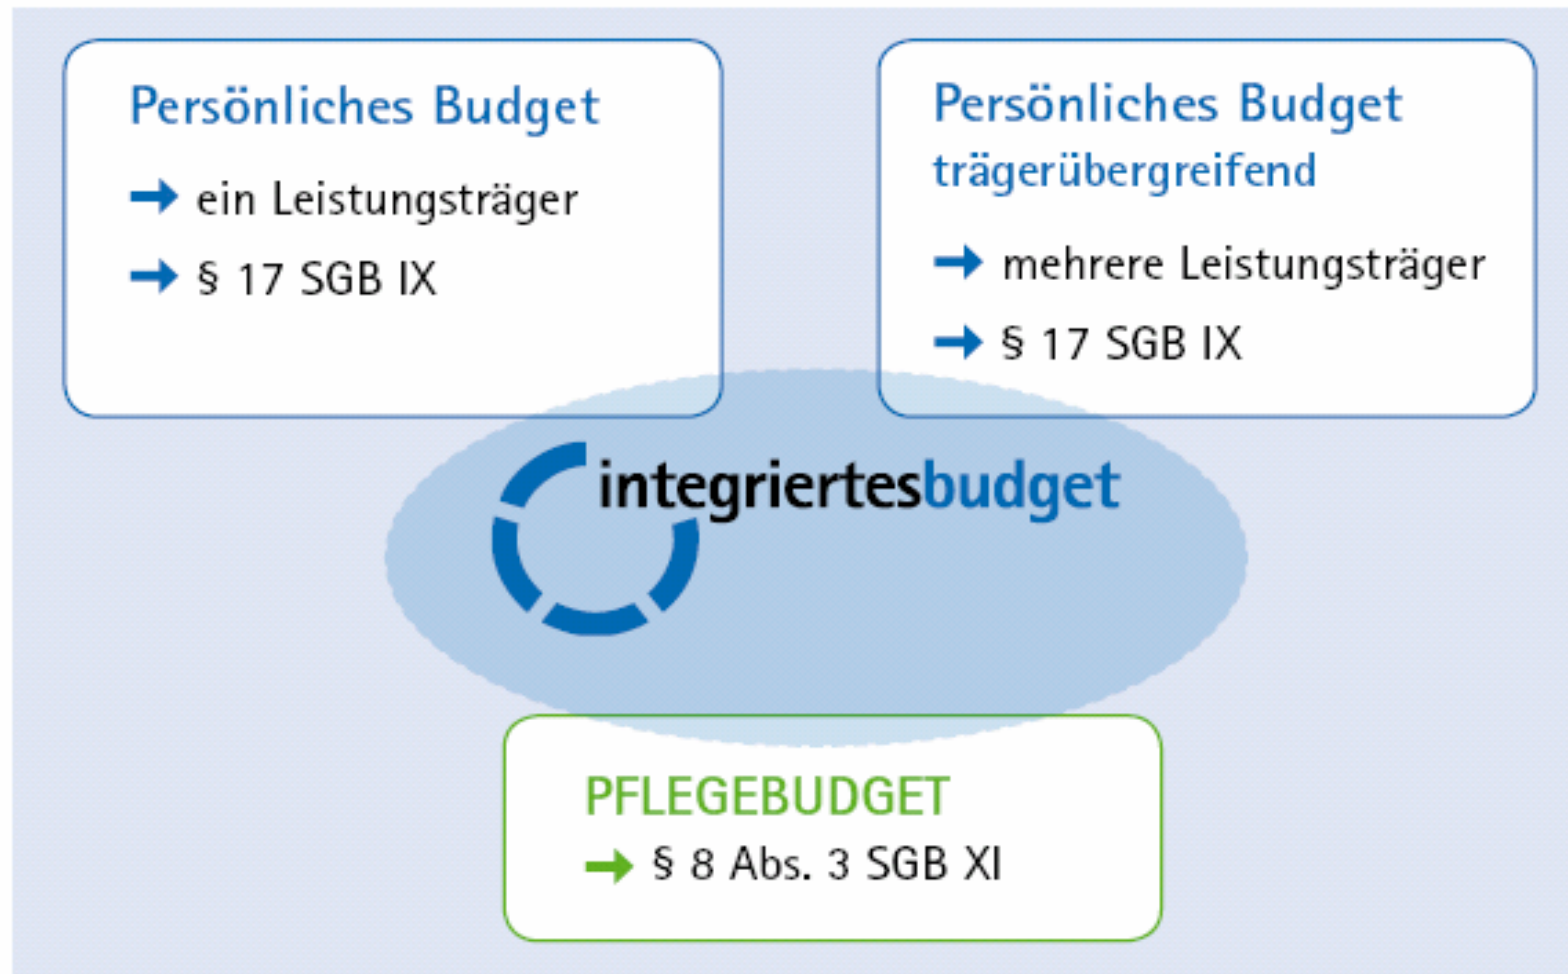 Persönliches Budget
ein Leistungsträger
§ 17 SGB IX
Persönliches Budget
trägerübergreifend
mehrere Leistungsträger
§ 17 SGB IX
integriertesbudget
PFLEGEBUDGET
§ 8 Abs. 3 SGB XI